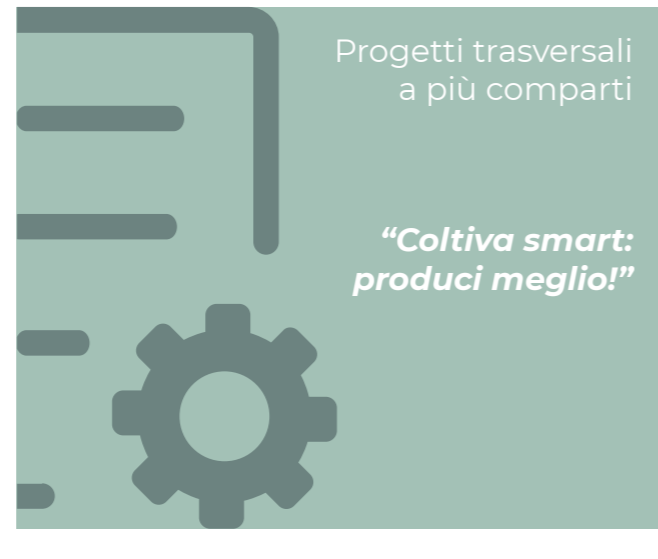 Progetti trasversali
a più comparti
“Coltiva smart:
produci meglio!”